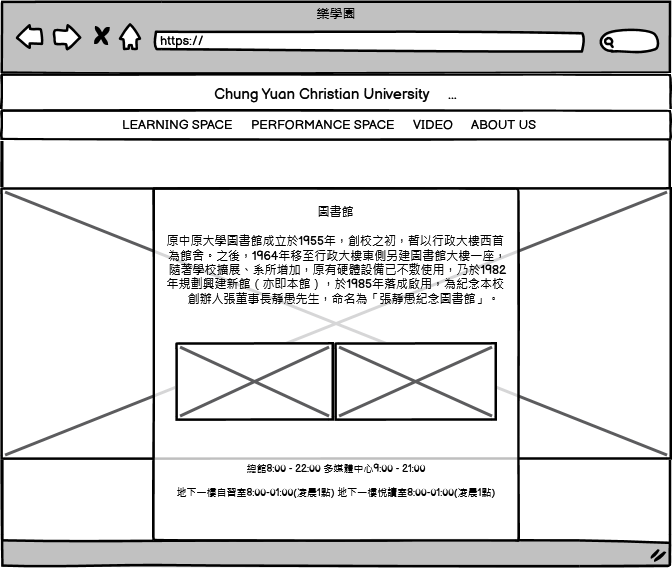 樂學園
https://
Chung Yuan Christian University ...
LEARNING SPACE PERFORMANCE SPACE VIDEO ABOUT US
圖書館
原中原大學圖書館成立於1955年，創校之初，暫以行政大樓西首
為館舍。之後，1964年移至行政大樓東側另建圖書館大樓一座，
隨著學校擴展、系所增加，原有硬體設備已不敷使用，乃於1982
年規劃興建新館（亦即本館），於1985年落成啟用，為紀念本校
創辦人張董事長靜愚先生，命名為「張靜愚紀念圖書館」。
總館8:00 - 22:00 多媒體中心9:00 - 21:00
地下一樓自習室8:00-01:00(凌晨1點) 地下一樓悅讀室8:00-01:00(凌晨1點)